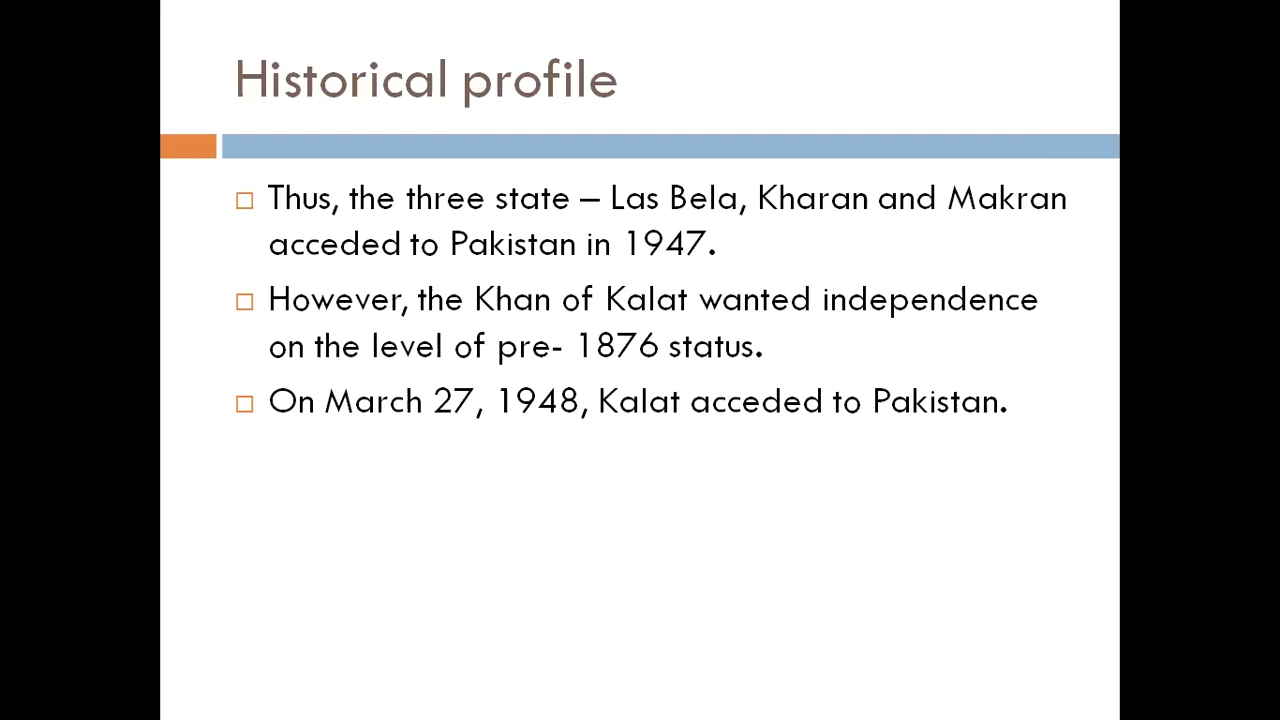 Historical profile
Thus, the three state – Las Bela, Kharan and Makran
acceded to Pakistan in 1947.
However, the Khan of Kalat wanted independence
on the level of pre- 1876 status.
On March 27, 1948, Kalat acceded to Pakistan.